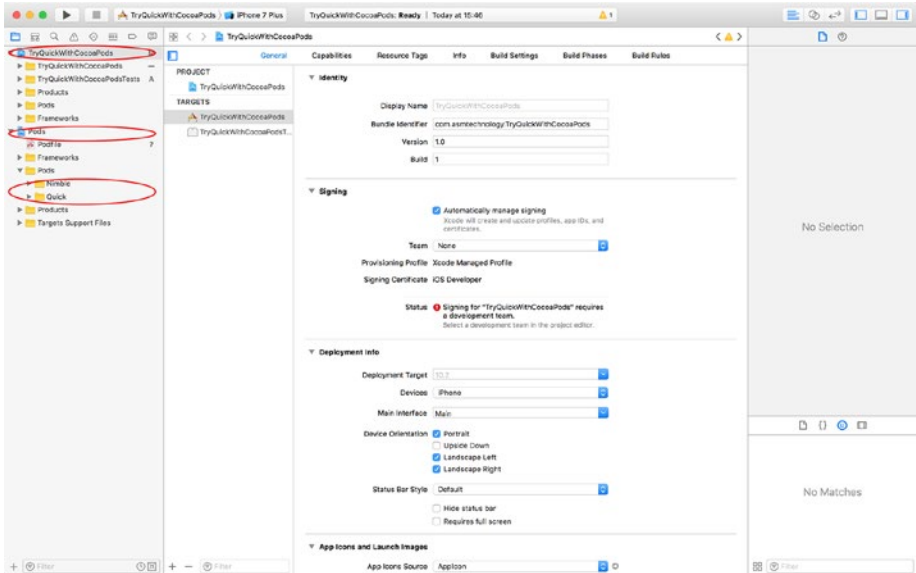 TryQuickWithCocoaPods
iPhone 7 Plus
TryQuickWithCocoaPods: Ready | Today at 15:46
1
TryQuickWithCocoaPods
TryQuickWithCocoaPods
TryQuickWithCocoaPods
TryQuickWithCocoaPodsTests A
Products
Pods
Frameworks
Pods
Podfile ?
Frameworks
Pods
Nimble
Quick
Products
Targets Support Files
Filter
General
Capabilities
Resource Tags
Info
Build Settings
Build Phases
Build Rules
PROJECT
TryQuickWithCocoaPods
TARGETS
TryQuickWithCocoaPods
TryQuickWithCocoaPodsT...
Filter
Identity
Display Name TryQuickWithCocoaPods
Bundle Identifier com.asmtechnology.TryQuickWithCocoaPods
Version 1.0
Build 1
Signing
Automatically manage signing
Xcode will create and update profiles, app IDs, and
certificates.
Team None
Provisioning Profile Xcode Managed Profile
Signing Certificate iOS Developer
Status Signing for "TryQuickWithCocoaPods" requires
a development team.
Select a development team in the project editor.
Deployment Info
Deployment Target 10.2
Devices iPhone
Main Interface Main
Device Orientation Portrait
Upside Down
Landscape Left
Landscape Right
Status Bar Style Default
Hide status bar
Requires full screen
App Icons and Launch Images
App Icons Source AppIcon
No Selection
No Matches
Filter